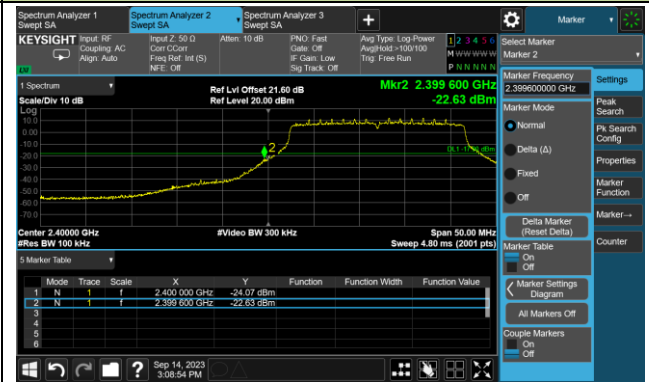 Spectrum Analyzer 1
Swept SA
Spectrum Analyzer 2
Swept SA
Spectrum Analyzer 3
Swept SA
Marker
KEYSIGHT
Input: RF
Coupling: AC
Align: Auto
Input Z: 50 Ω
Corr CCorr
Freq Ref: Int (S)
NFE: Off
Atten: 10 dB
PNO: Fast
Gate: Off
IF Gain: Low
Sig Track: Off
Avg Type: Log-Power
Avg|Hold:>100/100
Trig: Free Run
1 2 3 4 5 6
M W W W W W
P N N N N N
Select Marker
Marker 2
1 Spectrum
Scale/Div 10 dB
Log
Ref Lvl Offset 21.60 dB
Ref Level 20.00 dBm
Mkr2 2.399 600 GHz
-22.63 dBm
10.0
0.00
-10.0
-20.0
-30.0
-40.0
-50.0
-60.0
-70.0
2
Center 2.40000 GHz
#Res BW 100 kHz
#Video BW 300 kHz
Span 50.00 MHz
Sweep 4.80 ms (2001 pts)
5 Marker Table
Mode Trace Scale X Y Function Function Width Function Value
1 N 1 f 2.400 000 GHz -24.07 dBm
2 N 1 f 2.399 600 GHz -22.63 dBm
3
4
5
6
Marker Frequency
2.399600000 GHz
Marker Mode
Normal
Delta (Δ)
Fixed
Off
Delta Marker
(Reset Delta)
Marker Table
On
Off
Marker Settings
Diagram
All Markers Off
Couple Markers
On
Off
Settings
Peak
Search
Pk Search
Config
Properties
Marker
Function
Marker→
Counter
?
Sep 14, 2023
3:08:54 PM